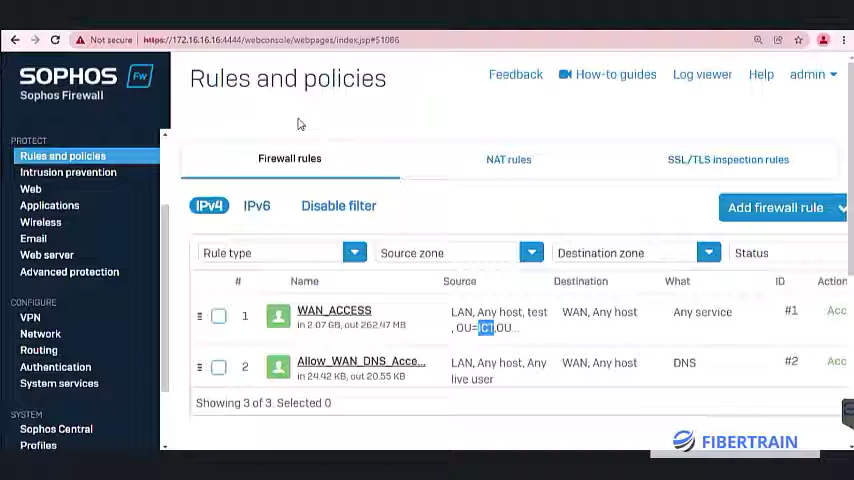 Not secure https://172.16.16.16:4444/webconsole/webpages/index.jsp#51086
SOPHOS Fw
Sophos Firewall
Rules and policies
Feedback How-to guides Log viewer Help admin
PROTECT
Rules and policies
Intrusion prevention
Web
Applications
Wireless
Email
Web server
Advanced protection
CONFIGURE
VPN
Network
Routing
Authentication
System services
SYSTEM
Sophos Central
Profiles
Firewall rules NAT rules SSL/TLS inspection rules
IPv4 IPv6 Disable filter Add firewall rule
Rule type Source zone Destination zone Status
# Name Source Destination What ID Action
1 WAN_ACCESS LAN, Any host, test WAN, Any host Any service #1 Acc
in 2.07 GB, out 262.47 MB , OU=ICT,OU...
2 Allow_WAN_DNS_Acce... LAN, Any host, Any WAN, Any host DNS #2 Acc
in 24.42 KB, out 20.55 KB live user
Showing 3 of 3. Selected 0
FIBERTRAIN